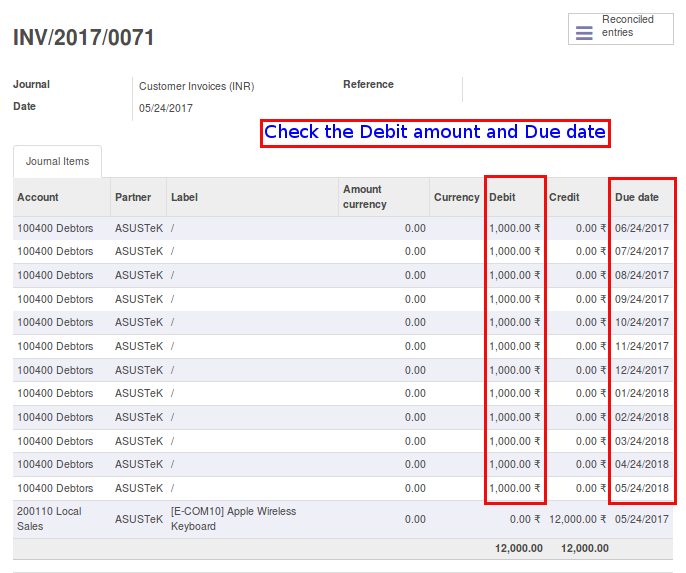 INV/2017/0071
Reconciled
entries
Journal Customer Invoices (INR) Reference
Date 05/24/2017
Check the Debit amount and Due date
Journal Items
Account Partner Label Amount currency Currency Debit Credit Due date
100400 Debtors ASUSTeK / 0.00 1,000.00 ₹ 0.00 ₹ 06/24/2017
100400 Debtors ASUSTeK / 0.00 1,000.00 ₹ 0.00 ₹ 07/24/2017
100400 Debtors ASUSTeK / 0.00 1,000.00 ₹ 0.00 ₹ 08/24/2017
100400 Debtors ASUSTeK / 0.00 1,000.00 ₹ 0.00 ₹ 09/24/2017
100400 Debtors ASUSTeK / 0.00 1,000.00 ₹ 0.00 ₹ 10/24/2017
100400 Debtors ASUSTeK / 0.00 1,000.00 ₹ 0.00 ₹ 11/24/2017
100400 Debtors ASUSTeK / 0.00 1,000.00 ₹ 0.00 ₹ 12/24/2017
100400 Debtors ASUSTeK / 0.00 1,000.00 ₹ 0.00 ₹ 01/24/2018
100400 Debtors ASUSTeK / 0.00 1,000.00 ₹ 0.00 ₹ 02/24/2018
100400 Debtors ASUSTeK / 0.00 1,000.00 ₹ 0.00 ₹ 03/24/2018
100400 Debtors ASUSTeK / 0.00 1,000.00 ₹ 0.00 ₹ 04/24/2018
100400 Debtors ASUSTeK / 0.00 1,000.00 ₹ 0.00 ₹ 05/24/2018
200110 Local Sales ASUSTeK [E-COM10] Apple Wireless Keyboard 0.00 0.00 ₹ 12,000.00 ₹ 05/24/2017
12,000.00 12,000.00